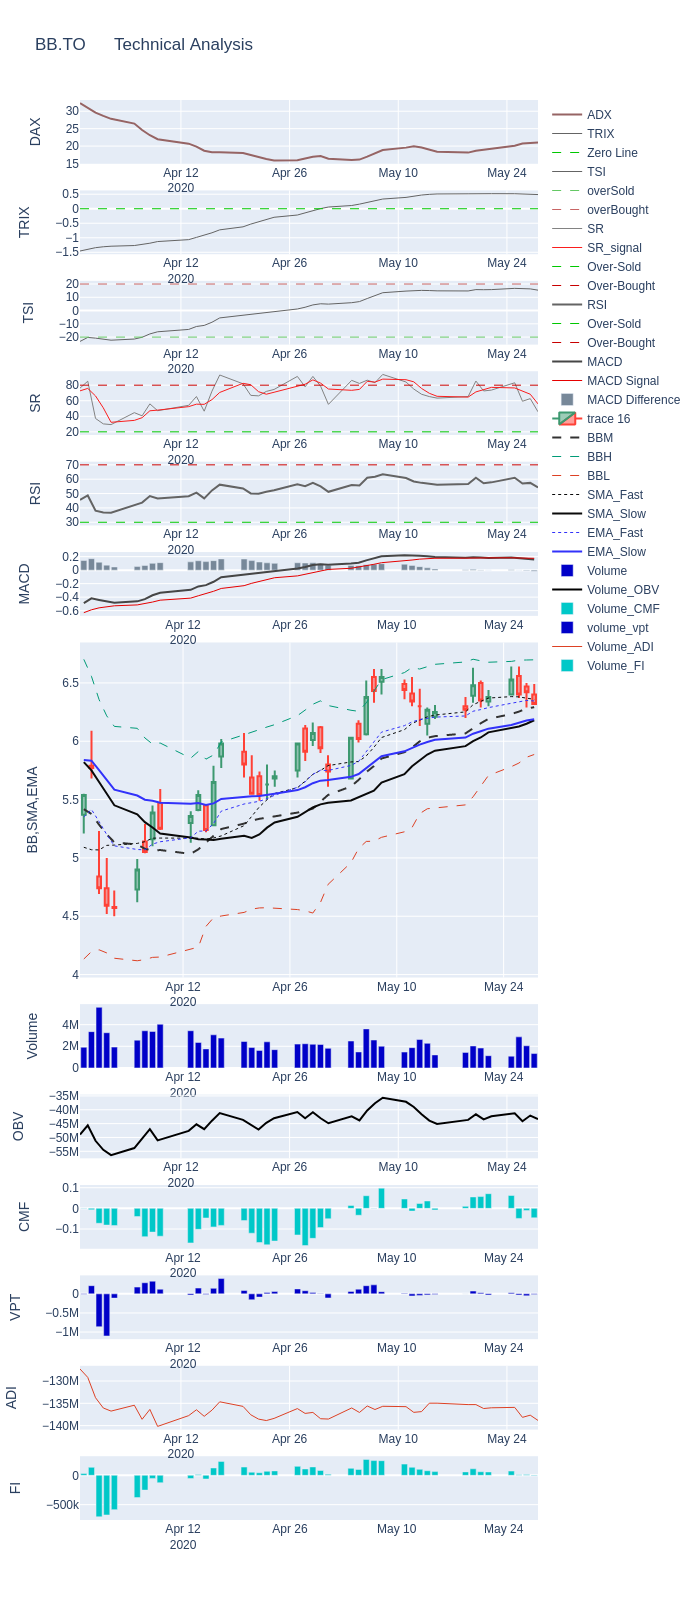 BB.TO Technical Analysis
DAX
30
25
20
15
Apr 12
2020
Apr 26
May 10
May 24
TRIX
0.5
0
−0.5
−1
−1.5
Apr 12
2020
Apr 26
May 10
May 24
TSI
20
10
0
−10
−20
Apr 12
2020
Apr 26
May 10
May 24
SR
80
60
40
20
Apr 12
2020
Apr 26
May 10
May 24
RSI
70
60
50
40
30
Apr 12
2020
Apr 26
May 10
May 24
MACD
0.2
0
−0.2
−0.4
−0.6
Apr 12
2020
Apr 26
May 10
May 24
BB,SMA,EMA
6.5
6
5.5
5
4.5
4
Apr 12
2020
Apr 26
May 10
May 24
Volume
4M
2M
0
Apr 12
2020
Apr 26
May 10
May 24
OBV
−35M
−40M
−45M
−50M
−55M
Apr 12
2020
Apr 26
May 10
May 24
CMF
0.1
0
−0.1
Apr 12
2020
Apr 26
May 10
May 24
VPT
0
−0.5M
−1M
Apr 12
2020
Apr 26
May 10
May 24
ADI
−130M
−135M
−140M
Apr 12
2020
Apr 26
May 10
May 24
FI
0
−500k
Apr 12
2020
Apr 26
May 10
May 24
ADX
TRIX
Zero Line
TSI
overSold
overBought
SR
SR_signal
Over-Sold
Over-Bought
RSI
Over-Sold
Over-Bought
MACD
MACD Signal
MACD Difference
trace 16
BBM
BBH
BBL
SMA_Fast
SMA_Slow
EMA_Fast
EMA_Slow
Volume
Volume_OBV
Volume_CMF
volume_vpt
Volume_ADI
Volume_FI